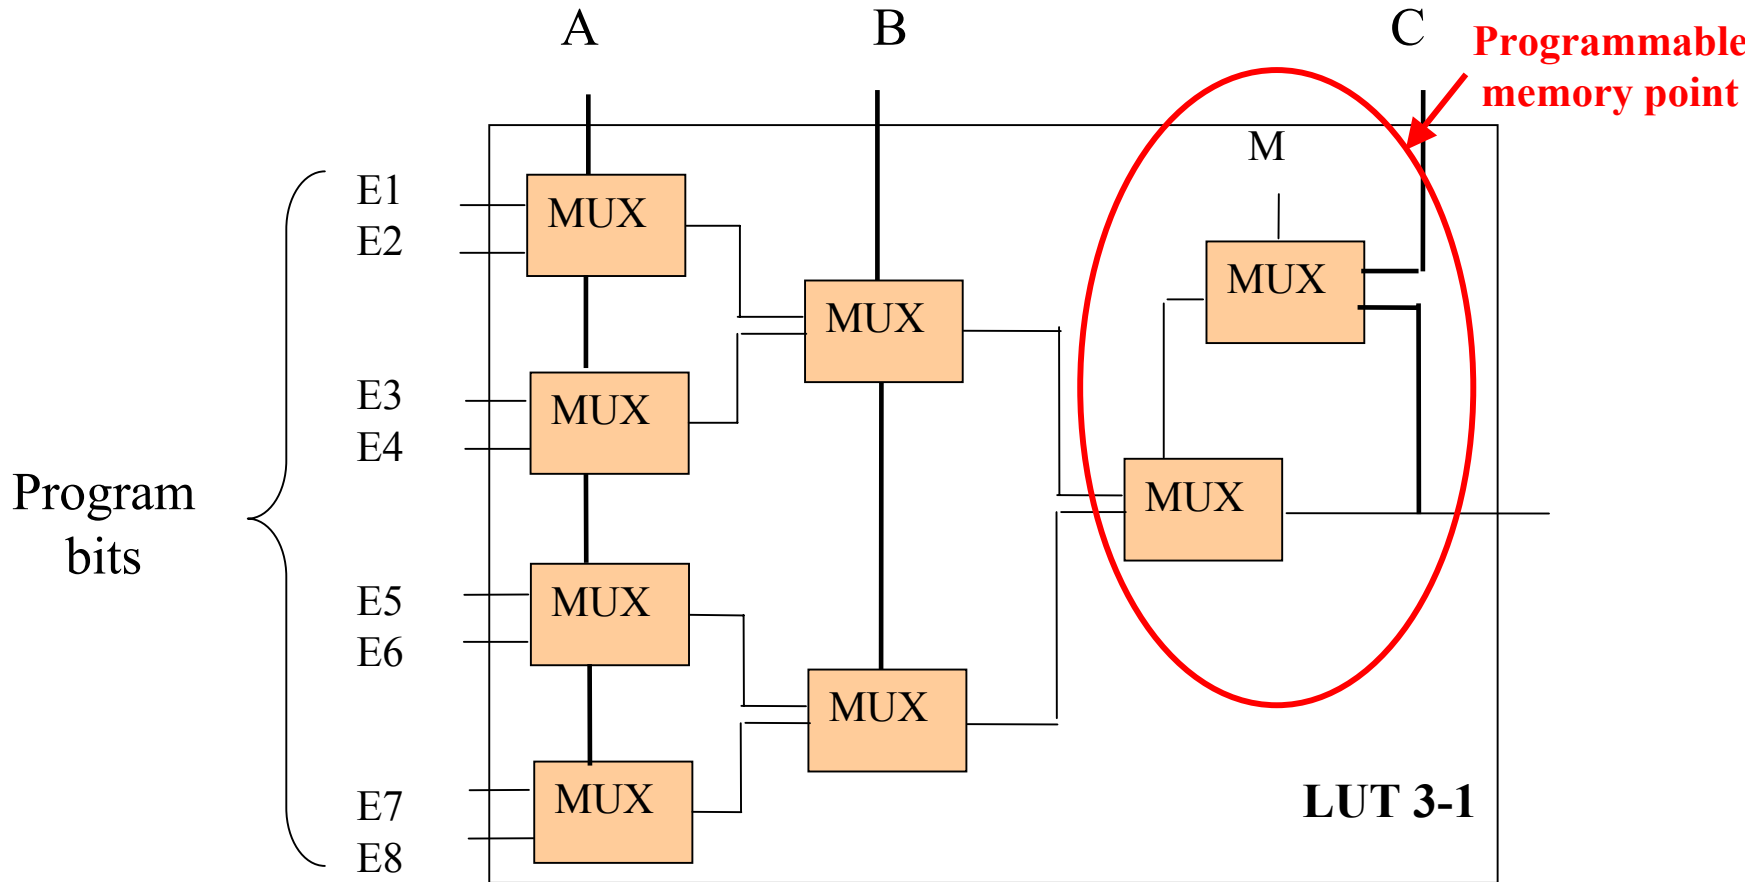 A
B
C
Programmable
memory point
M
E1
MUX
E2
MUX
MUX
E3
MUX
E4
Program
bits
MUX
E5
MUX
E6
MUX
E7
MUX
E8
LUT 3-1